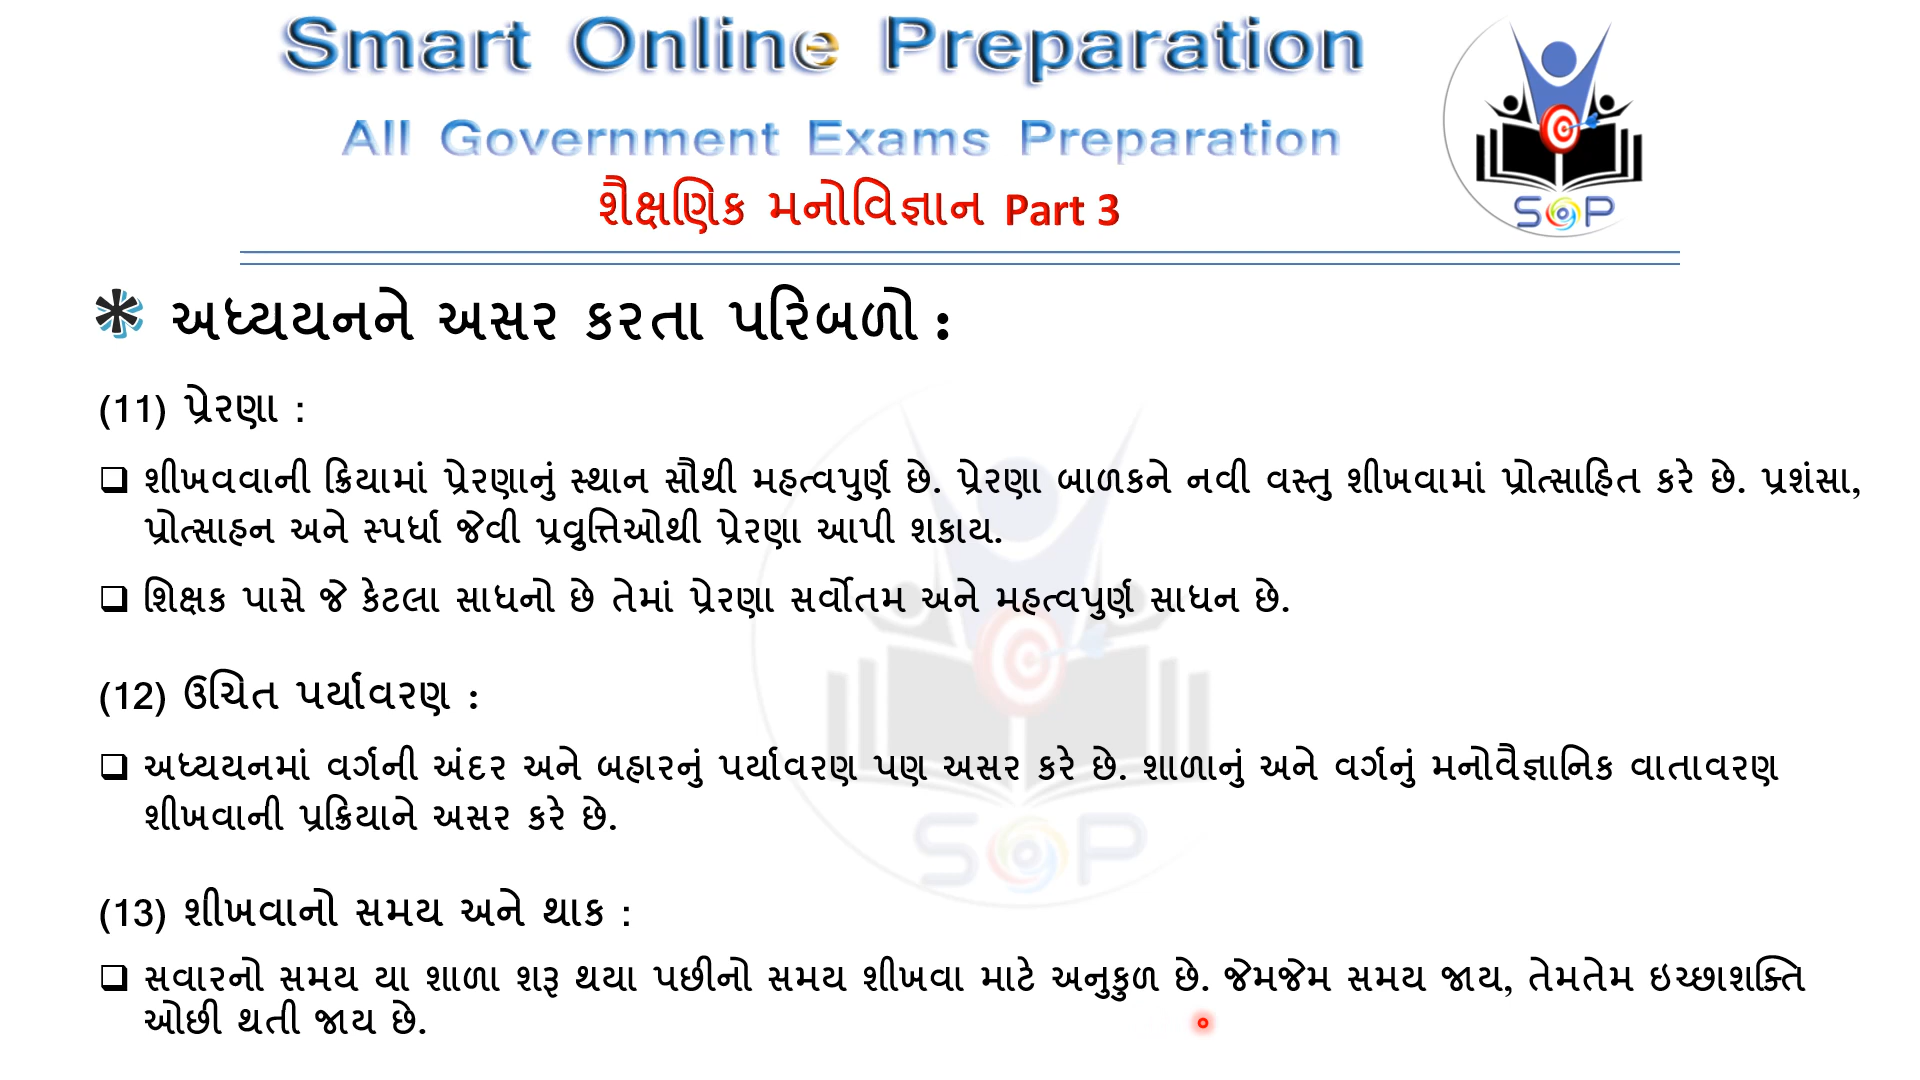 Smart Online Preparation
All Government Exams Preparation
શૈક્ષણિક મનોવિજ્ઞાન Part 3
SOP
અધ્યયનને અસર કરતા પરિબળો :
(11) પ્રેરણા :
શીખવવાની ક્રિયામાં પ્રેરણાનું સ્થાન સૌથી મહત્વપુર્ણ છે. પ્રેરણા બાળકને નવી વસ્તુ શીખવામાં પ્રોત્સાહિત કરે છે. પ્રશંસા,
પ્રોત્સાહન અને સ્પર્ધા જેવી પ્રવ્રુત્તિઓથી પ્રેરણા આપી શકાય.
શિક્ષક પાસે જે કેટલા સાધનો છે તેમાં પ્રેરણા સર્વોતમ અને મહત્વપુર્ણ સાધન છે.
(12) ઉચિત પર્યાવરણ :
અધ્યયનમાં વર્ગની અંદર અને બહારનું પર્યાવરણ પણ અસર કરે છે. શાળાનું અને વર્ગનું મનોવૈજ્ઞાનિક વાતાવરણ
શીખવાની પ્રક્રિયાને અસર કરે છે.
SOP
(13) શીખવાનો સમય અને થાક :
સવારનો સમય યા શાળા શરૂ થયા પછીનો સમય શીખવા માટે અનુકુળ છે. જેમજેમ સમય જાય, તેમતેમ ઇચ્છાશક્તિ
ઓછી થતી જાય છે.